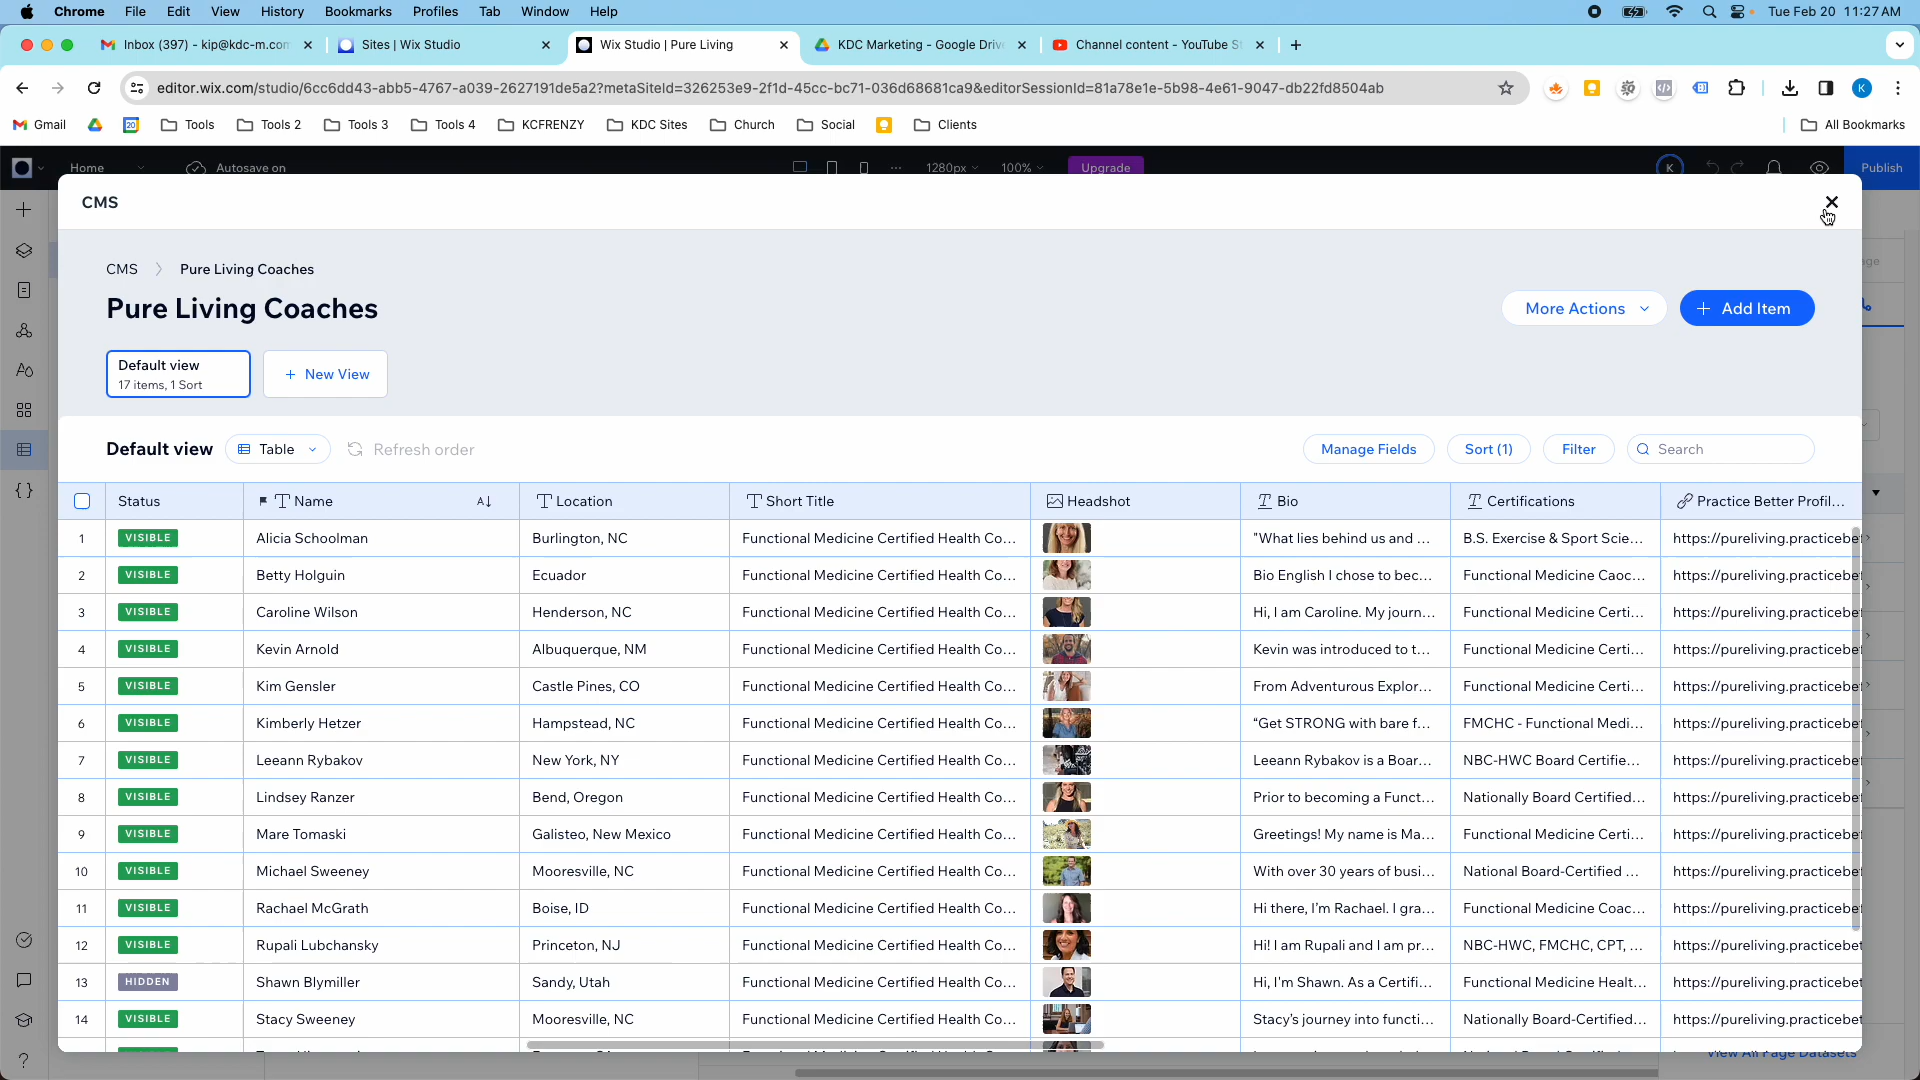 Chrome File Edit View History Bookmarks Profiles Tab Window Help Tue Feb 20 11:27 AM
Inbox (397) - kip@kdc-m.com Sites | Wix Studio Wix Studio | Pure Living KDC Marketing - Google Driv Channel content - YouTube S
editor.wix.com/studio/6cc6dd43-abb5-4767-a039-2627191de5a2?metaSiteId=326253e9-2f1d-45cc-bc71-036d68681ca9&editorSessionId=81a78e1e-5b98-4e61-9047-db22fd8504ab K
Gmail 20 Tools Tools 2 Tools 3 Tools 4 KCFRENZY KDC Sites Church Social Clients All Bookmarks
Home Autosave on 1280px 100% Upgrade K Publish
CMS
CMS Pure Living Coaches
Pure Living Coaches More Actions Add Item
Default view
17 items, 1 Sort
+ New View
Default view Table Refresh order Manage Fields Sort (1) Filter Search
Status Name Location Short Title Headshot Bio Certifications Practice Better Profil...
1 VISIBLE Alicia Schoolman Burlington, NC Functional Medicine Certified Health Co... "What lies behind us and ... B.S. Exercise & Sport Scie... https://pureliving.practicebe
2 VISIBLE Betty Holguin Ecuador Functional Medicine Certified Health Co... Bio English I chose to bec... Functional Medicine Caoc... https://pureliving.practicebe
3 VISIBLE Caroline Wilson Henderson, NC Functional Medicine Certified Health Co... Hi, I am Caroline. My journ... Functional Medicine Certi... https://pureliving.practicebe
4 VISIBLE Kevin Arnold Albuquerque, NM Functional Medicine Certified Health Co... Kevin was introduced to t... Functional Medicine Certi... https://pureliving.practicebe
5 VISIBLE Kim Gensler Castle Pines, CO Functional Medicine Certified Health Co... From Adventurous Explor... Functional Medicine Certi... https://pureliving.practicebe
6 VISIBLE Kimberly Hetzer Hampstead, NC Functional Medicine Certified Health Co... “Get STRONG with bare f... FMCHC - Functional Medi... https://pureliving.practicebe
7 VISIBLE Leeann Rybakov New York, NY Functional Medicine Certified Health Co... Leeann Rybakov is a Boar... NBC-HWC Board Certifie... https://pureliving.practicebe
8 VISIBLE Lindsey Ranzer Bend, Oregon Functional Medicine Certified Health Co... Prior to becoming a Funct... Nationally Board Certified... https://pureliving.practicebe
9 VISIBLE Mare Tomaski Galisteo, New Mexico Functional Medicine Certified Health Co... Greetings! My name is Ma... Functional Medicine Certi... https://pureliving.practicebe
10 VISIBLE Michael Sweeney Mooresville, NC Functional Medicine Certified Health Co... With over 30 years of busi... National Board-Certified ... https://pureliving.practicebe
11 VISIBLE Rachael McGrath Boise, ID Functional Medicine Certified Health Co... Hi there, I'm Rachael. I gra... Functional Medicine Coac... https://pureliving.practicebe
12 VISIBLE Rupali Lubchansky Princeton, NJ Functional Medicine Certified Health Co... Hi! I am Rupali and I am pr... NBC-HWC, FMCHC, CPT, ... https://pureliving.practicebet
13 HIDDEN Shawn Blymiller Sandy, Utah Functional Medicine Certified Health Co... Hi, I'm Shawn. As a Certifi... Functional Medicine Healt... https://pureliving.practicebet
14 VISIBLE Stacy Sweeney Mooresville, NC Functional Medicine Certified Health Co... Stacy's journey into functi... Nationally Board-Certified... https://pureliving.practicebet
View All Page Datasets